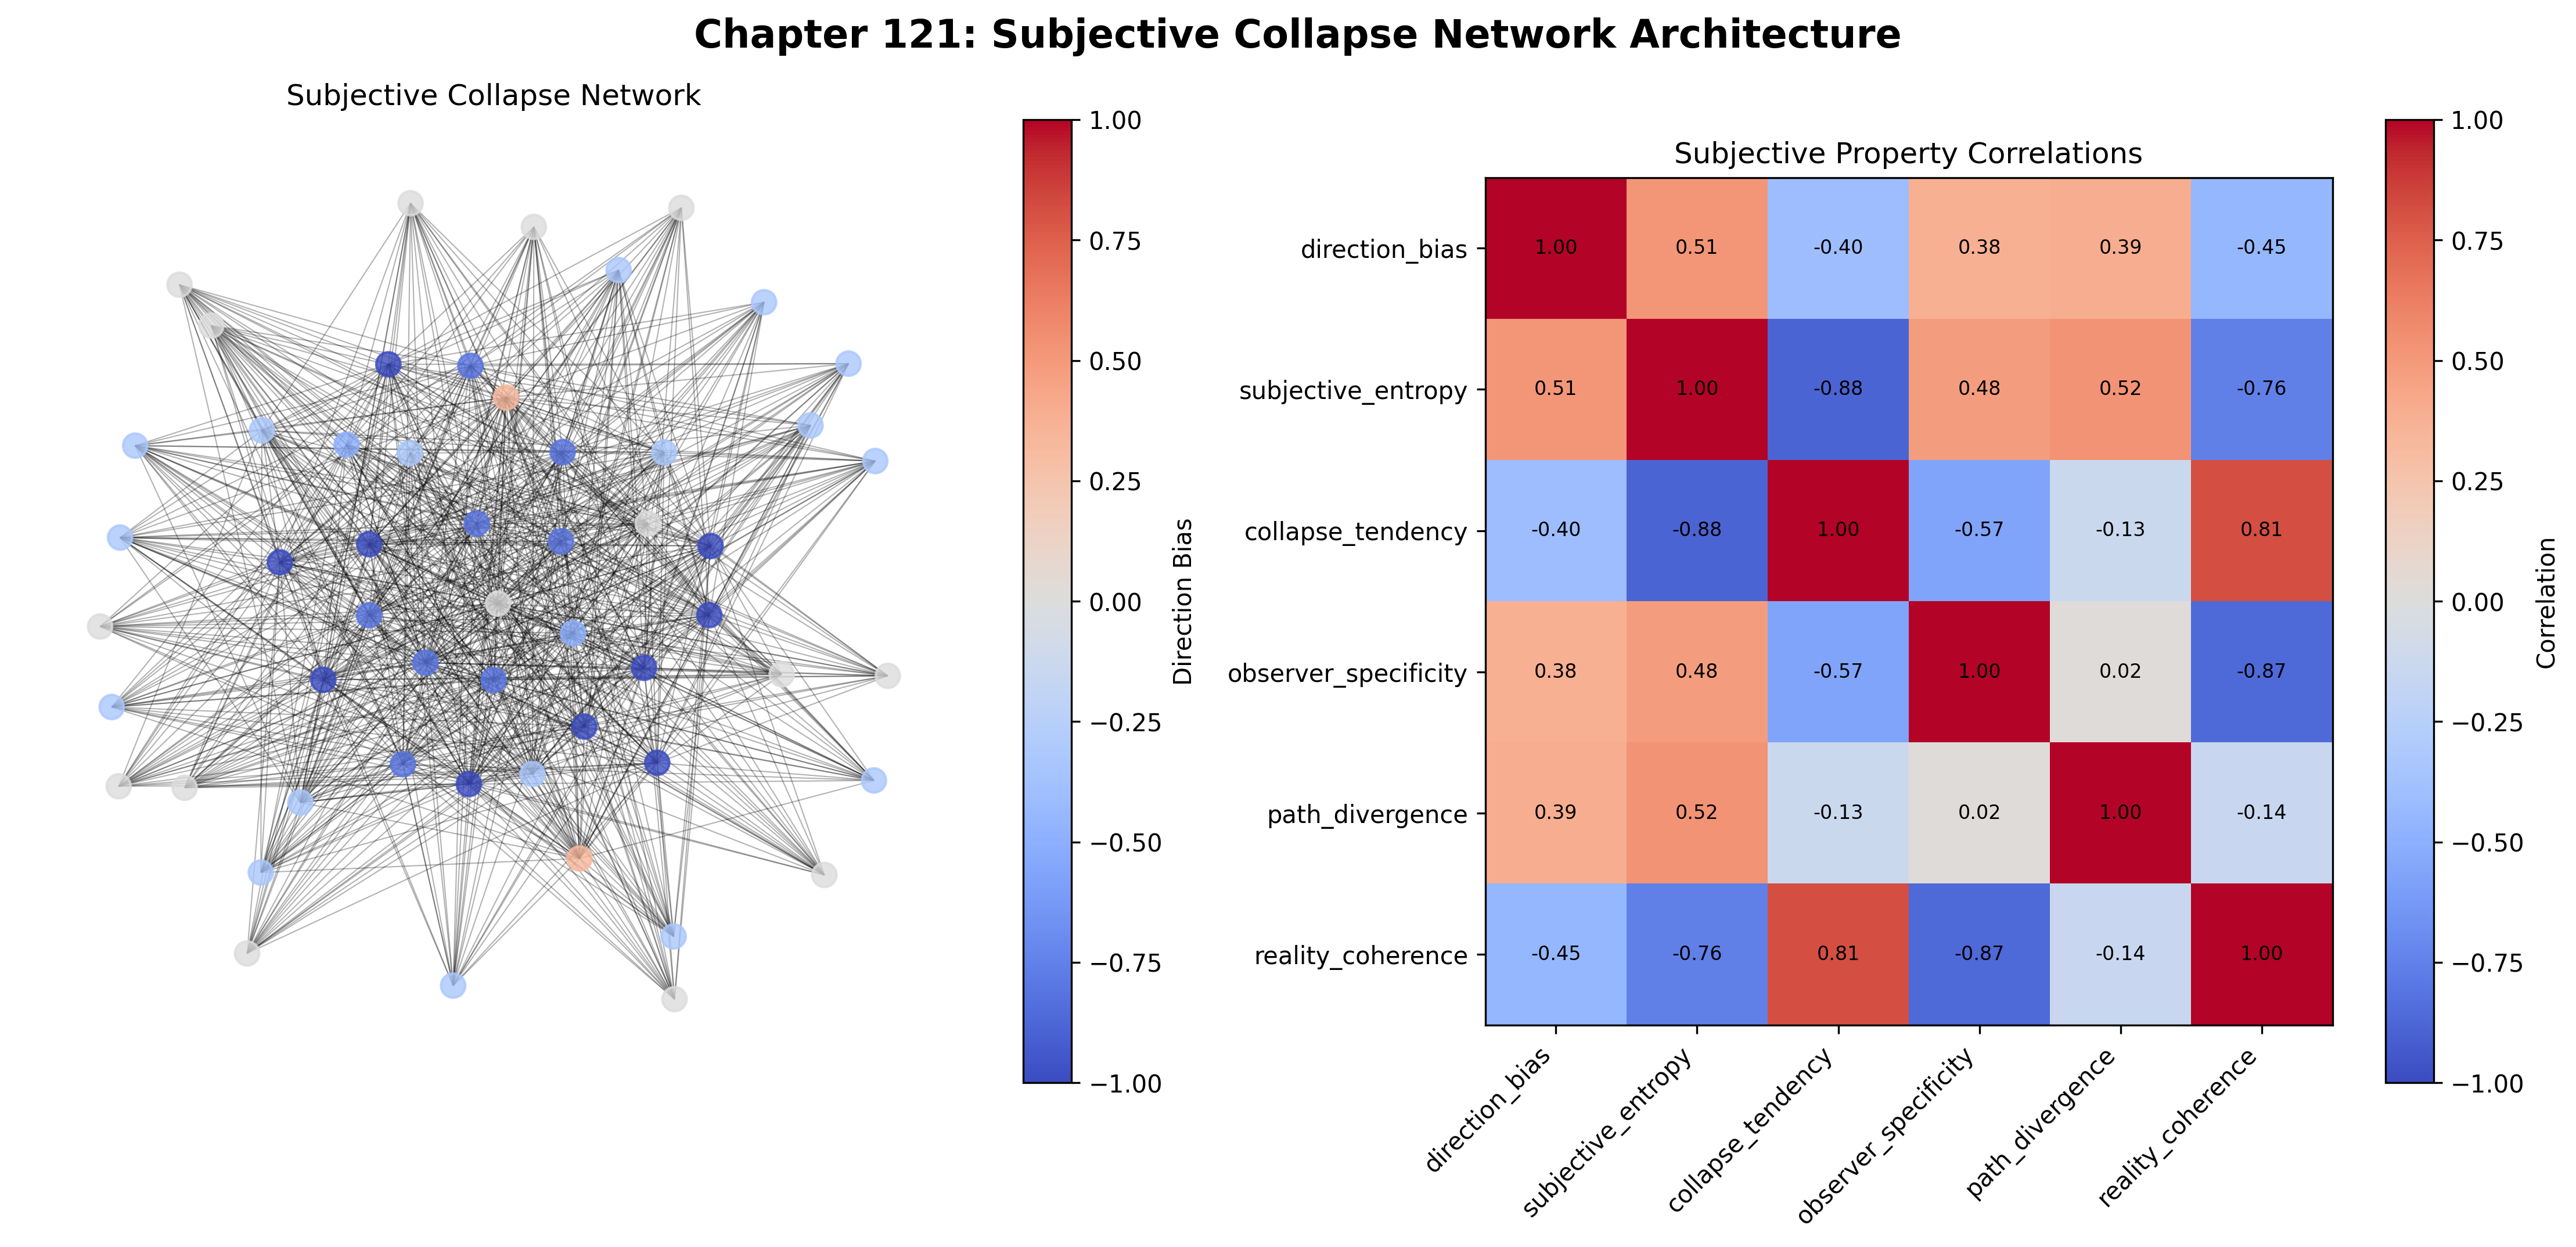 Chapter 121: Subjective Collapse Network Architecture
Subjective Collapse Network
1.00
0.75
0.50
0.25
0.00
−0.25
−0.50
−0.75
−1.00
Direction Bias
Subjective Property Correlations
direction_bias 1.00 0.51 -0.40 0.38 0.39 -0.45
subjective_entropy 0.51 1.00 -0.88 0.48 0.52 -0.76
collapse_tendency -0.40 -0.88 1.00 -0.57 -0.13 0.81
observer_specificity 0.38 0.48 -0.57 1.00 0.02 -0.87
path_divergence 0.39 0.52 -0.13 0.02 1.00 -0.14
reality_coherence -0.45 -0.76 0.81 -0.87 -0.14 1.00
direction_bias
subjective_entropy
collapse_tendency
observer_specificity
path_divergence
reality_coherence
1.00
0.75
0.50
0.25
0.00
−0.25
−0.50
−0.75
−1.00
Correlation